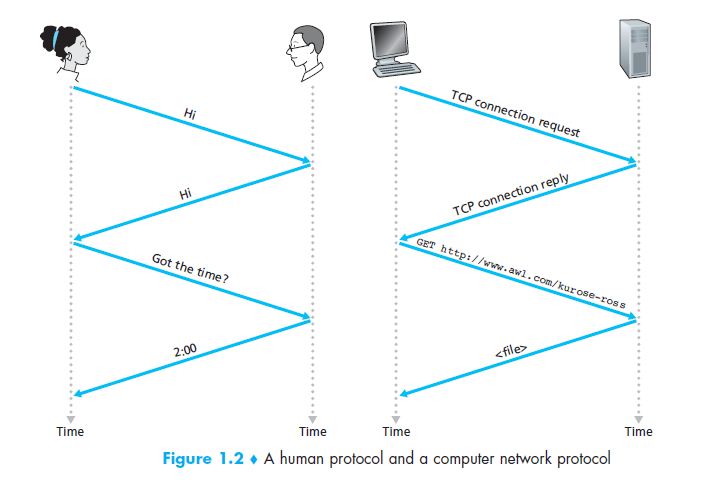 Hi
Hi
Got the time?
2:00
Time
Time
TCP connection request
TCP connection reply
GET http://www.awl.com/kurose-ross
<file>
Time
Time
Figure 1.2 ♦ A human protocol and a computer network protocol